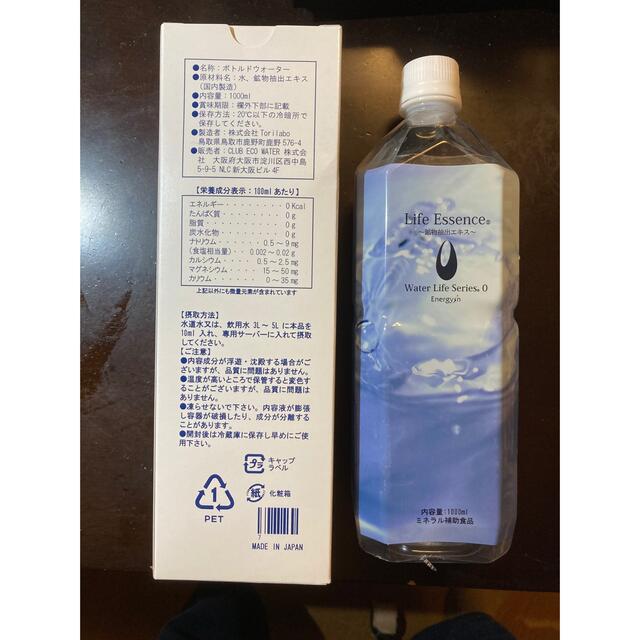 ●名称：ボトルドウォーター
●原材料名：水、鉱物抽出エキス
（国内製造）
●内容量：1000ml
●賞味期限：欄外下部に記載
●保存方法：20℃以下の冷暗所で
保存してください。
●製造者：株式会社 Torilabo
鳥取県鳥取市鹿野町鹿野 576-4
●販売者：CLUB ECO WATER 株式会
社　大阪府大阪市淀川区西中島
5-9-5 NLC 新大阪ビル 4F
【栄養成分表示：100mlあたり】
エネルギー・・・・・・・・0 Kcal
たんぱく質・・・・・・・・0 g
脂質・・・・・・・・0 g
炭水化物・・・・・・・・0 g
ナトリウム・・・・・0.5～9 mg
（食塩相当量）・・0.002～0.02 g
カルシウム・・・・0.5～2.5 mg
マグネシウム・・・・15～50 mg
カリウム・・・・・・0～35 mg
上記以外にも微量元素が含まれています
【摂取方法】
水道水又は、飲用水 3L～ 5L に本品を
10ml 入れ、専用サーバーに入れて摂取
してください。
【ご注意】
●内容成分が浮遊・沈殿する場合がご
ざいますが、品質に問題はありません。
●温度が高いところで保管すると変色す
ることがございますが、品質に問題は
ありません。
●凍らせないで下さい。内容液が膨張
し容器が破損したり、成分が分離する
ことがあります。
●開封後は冷蔵庫に保存し早めにご使
用下さい。
プラ
キャップ
ラベル
1
PET
紙
化粧箱
7
MADE IN JAPAN
Life Essence®
～鉱物抽出エキス～
Water Life Series® 0
Energyin
内容量:1000ml
ミネラル補助食品